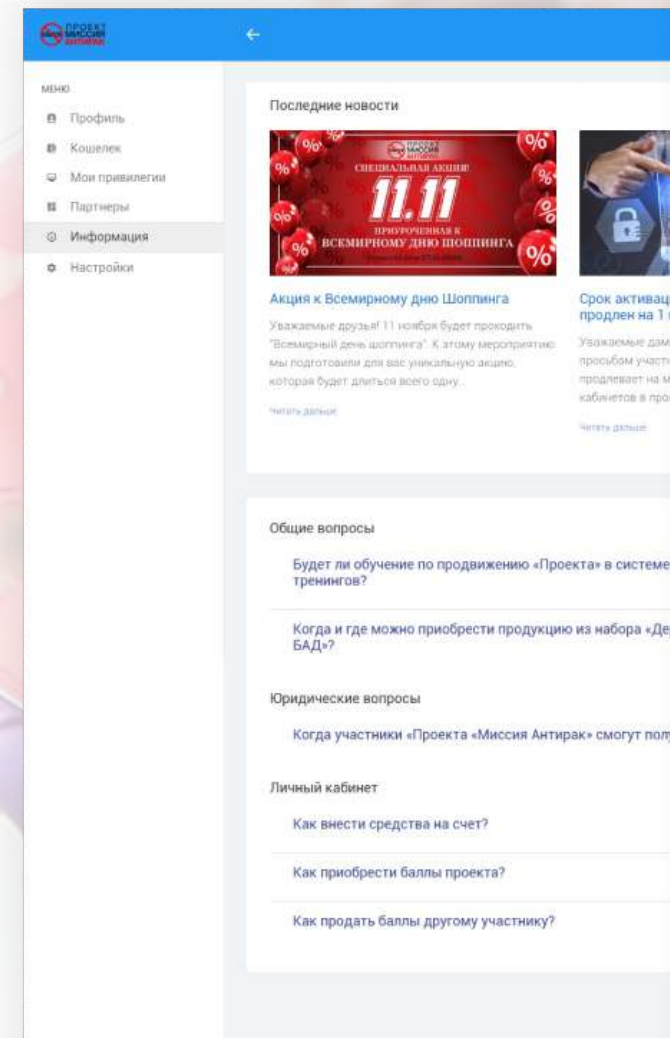 ПРОЕКТ
МИССИЯ
АНТИРАК
МЕНЮ
Профиль
Кошелек
Мои привилегии
Партнеры
Информация
Настройки
Последние новости
ПРОЕКТ
МИССИЯ
АНТИРАК
СПЕЦИАЛЬНАЯ АКЦИЯ!
11.11
ПРИУРОЧЕННАЯ К
ВСЕМИРНОМУ ДНЮ ШОППИНГА
Акция к Всемирному дню Шоппинга
Уважаемые друзья! 11 ноября будет проходить
"Всемирный день шоппинга". К этому мероприятию
мы подготовили для вас уникальную акцию,
которая будет длиться всего одну...
Читать дальше
Срок активац
продлен на 1
Уважаемые дам
просьбам участн
продлевает на м
кабинетов в про
Читать дальше
Общие вопросы
Будет ли обучение по продвижению «Проекта» в системе
тренингов?
Когда и где можно приобрести продукцию из набора «Де
БАД»?
Юридические вопросы
Когда участники «Проекта «Миссия Антирак» смогут пол
Личный кабинет
Как внести средства на счет?
Как приобрести баллы проекта?
Как продать баллы другому участнику?